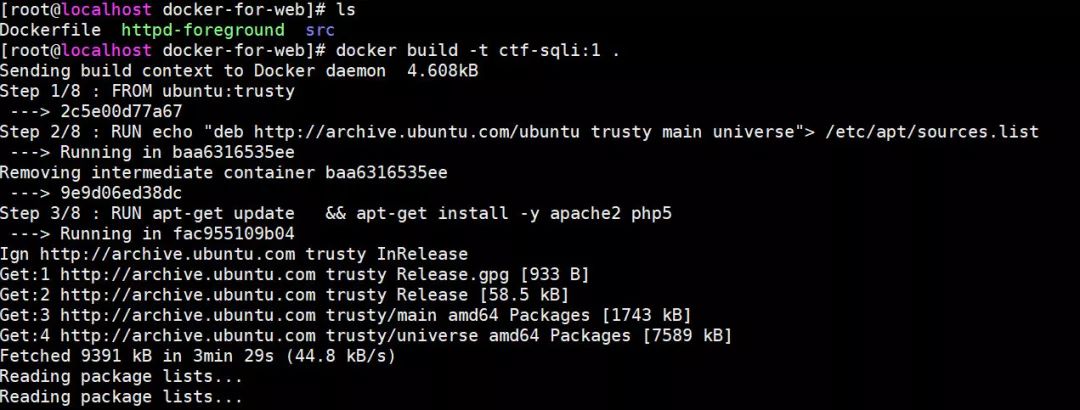 [root@localhost docker-for-web]# ls
Dockerfile  httpd-foreground  src
[root@localhost docker-for-web]# docker build -t ctf-sqli:1 .
Sending build context to Docker daemon  4.608kB
Step 1/8 : FROM ubuntu:trusty
 ---> 2c5e00d77a67
Step 2/8 : RUN echo "deb http://archive.ubuntu.com/ubuntu trusty main universe"> /etc/apt/sources.list
 ---> Running in baa6316535ee
Removing intermediate container baa6316535ee
 ---> 9e9d06ed38dc
Step 3/8 : RUN apt-get update   && apt-get install -y apache2 php5
 ---> Running in fac955109b04
Ign http://archive.ubuntu.com trusty InRelease
Get:1 http://archive.ubuntu.com trusty Release.gpg [933 B]
Get:2 http://archive.ubuntu.com trusty Release [58.5 kB]
Get:3 http://archive.ubuntu.com trusty/main amd64 Packages [1743 kB]
Get:4 http://archive.ubuntu.com trusty/universe amd64 Packages [7589 kB]
Fetched 9391 kB in 3min 29s (44.8 kB/s)
Reading package lists...
Reading package lists...